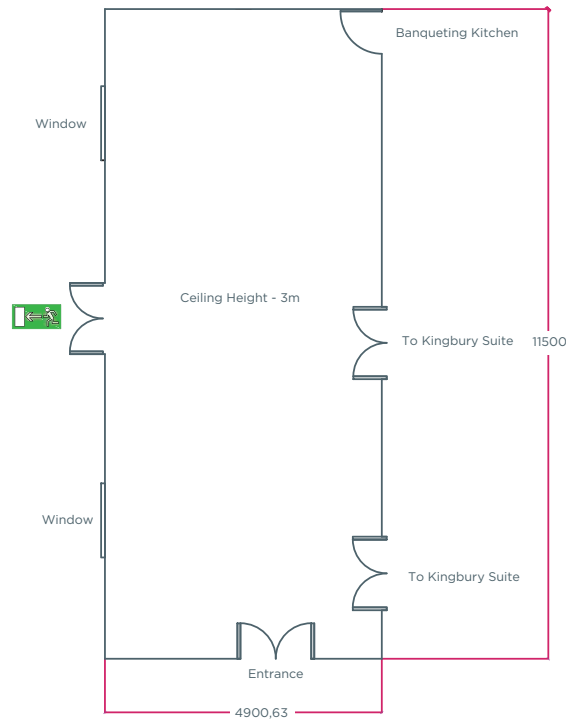 Banqueting Kitchen
Window
Ceiling Height - 3m
To Kingbury Suite
11500
Window
To Kingbury Suite
Entrance
4900,63